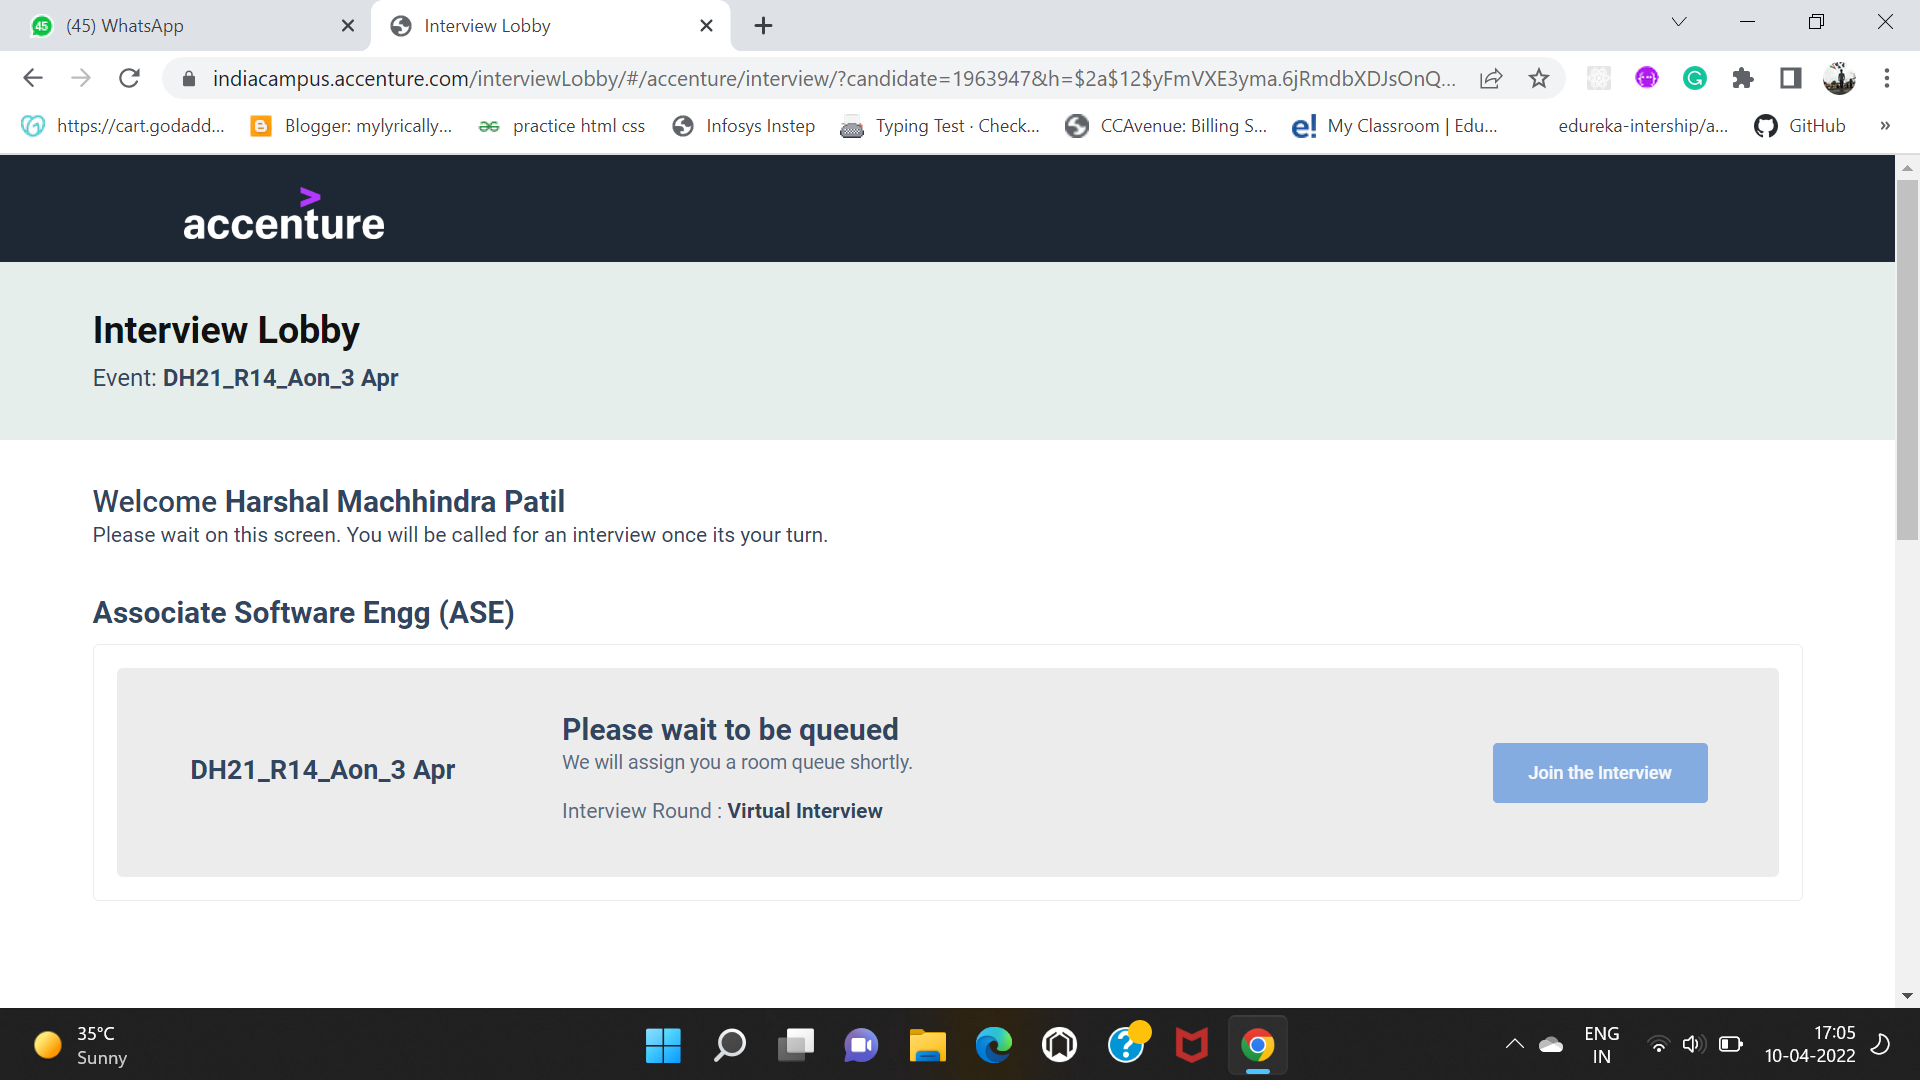 (45) WhatsApp
Interview Lobby
indiacampus.accenture.com/interviewLobby/#/accenture/interview/?candidate=1963947&h=$2a$12$yFmVXE3yma.6jRmdbXDJsOnQ...
https://cart.godadd...
Blogger: mylyrically...
practice html css
Infosys Instep
Typing Test · Check...
CCAvenue: Billing S...
e! My Classroom | Edu...
edureka-intership/a...
GitHub
»
accenture
Interview Lobby
Event: DH21_R14_Aon_3 Apr
Welcome Harshal Machhindra Patil
Please wait on this screen. You will be called for an interview once its your turn.
Associate Software Engg (ASE)
DH21_R14_Aon_3 Apr
Please wait to be queued
We will assign you a room queue shortly.
Interview Round : Virtual Interview
Join the Interview
35°C
Sunny
ENG
IN
17:05
10-04-2022